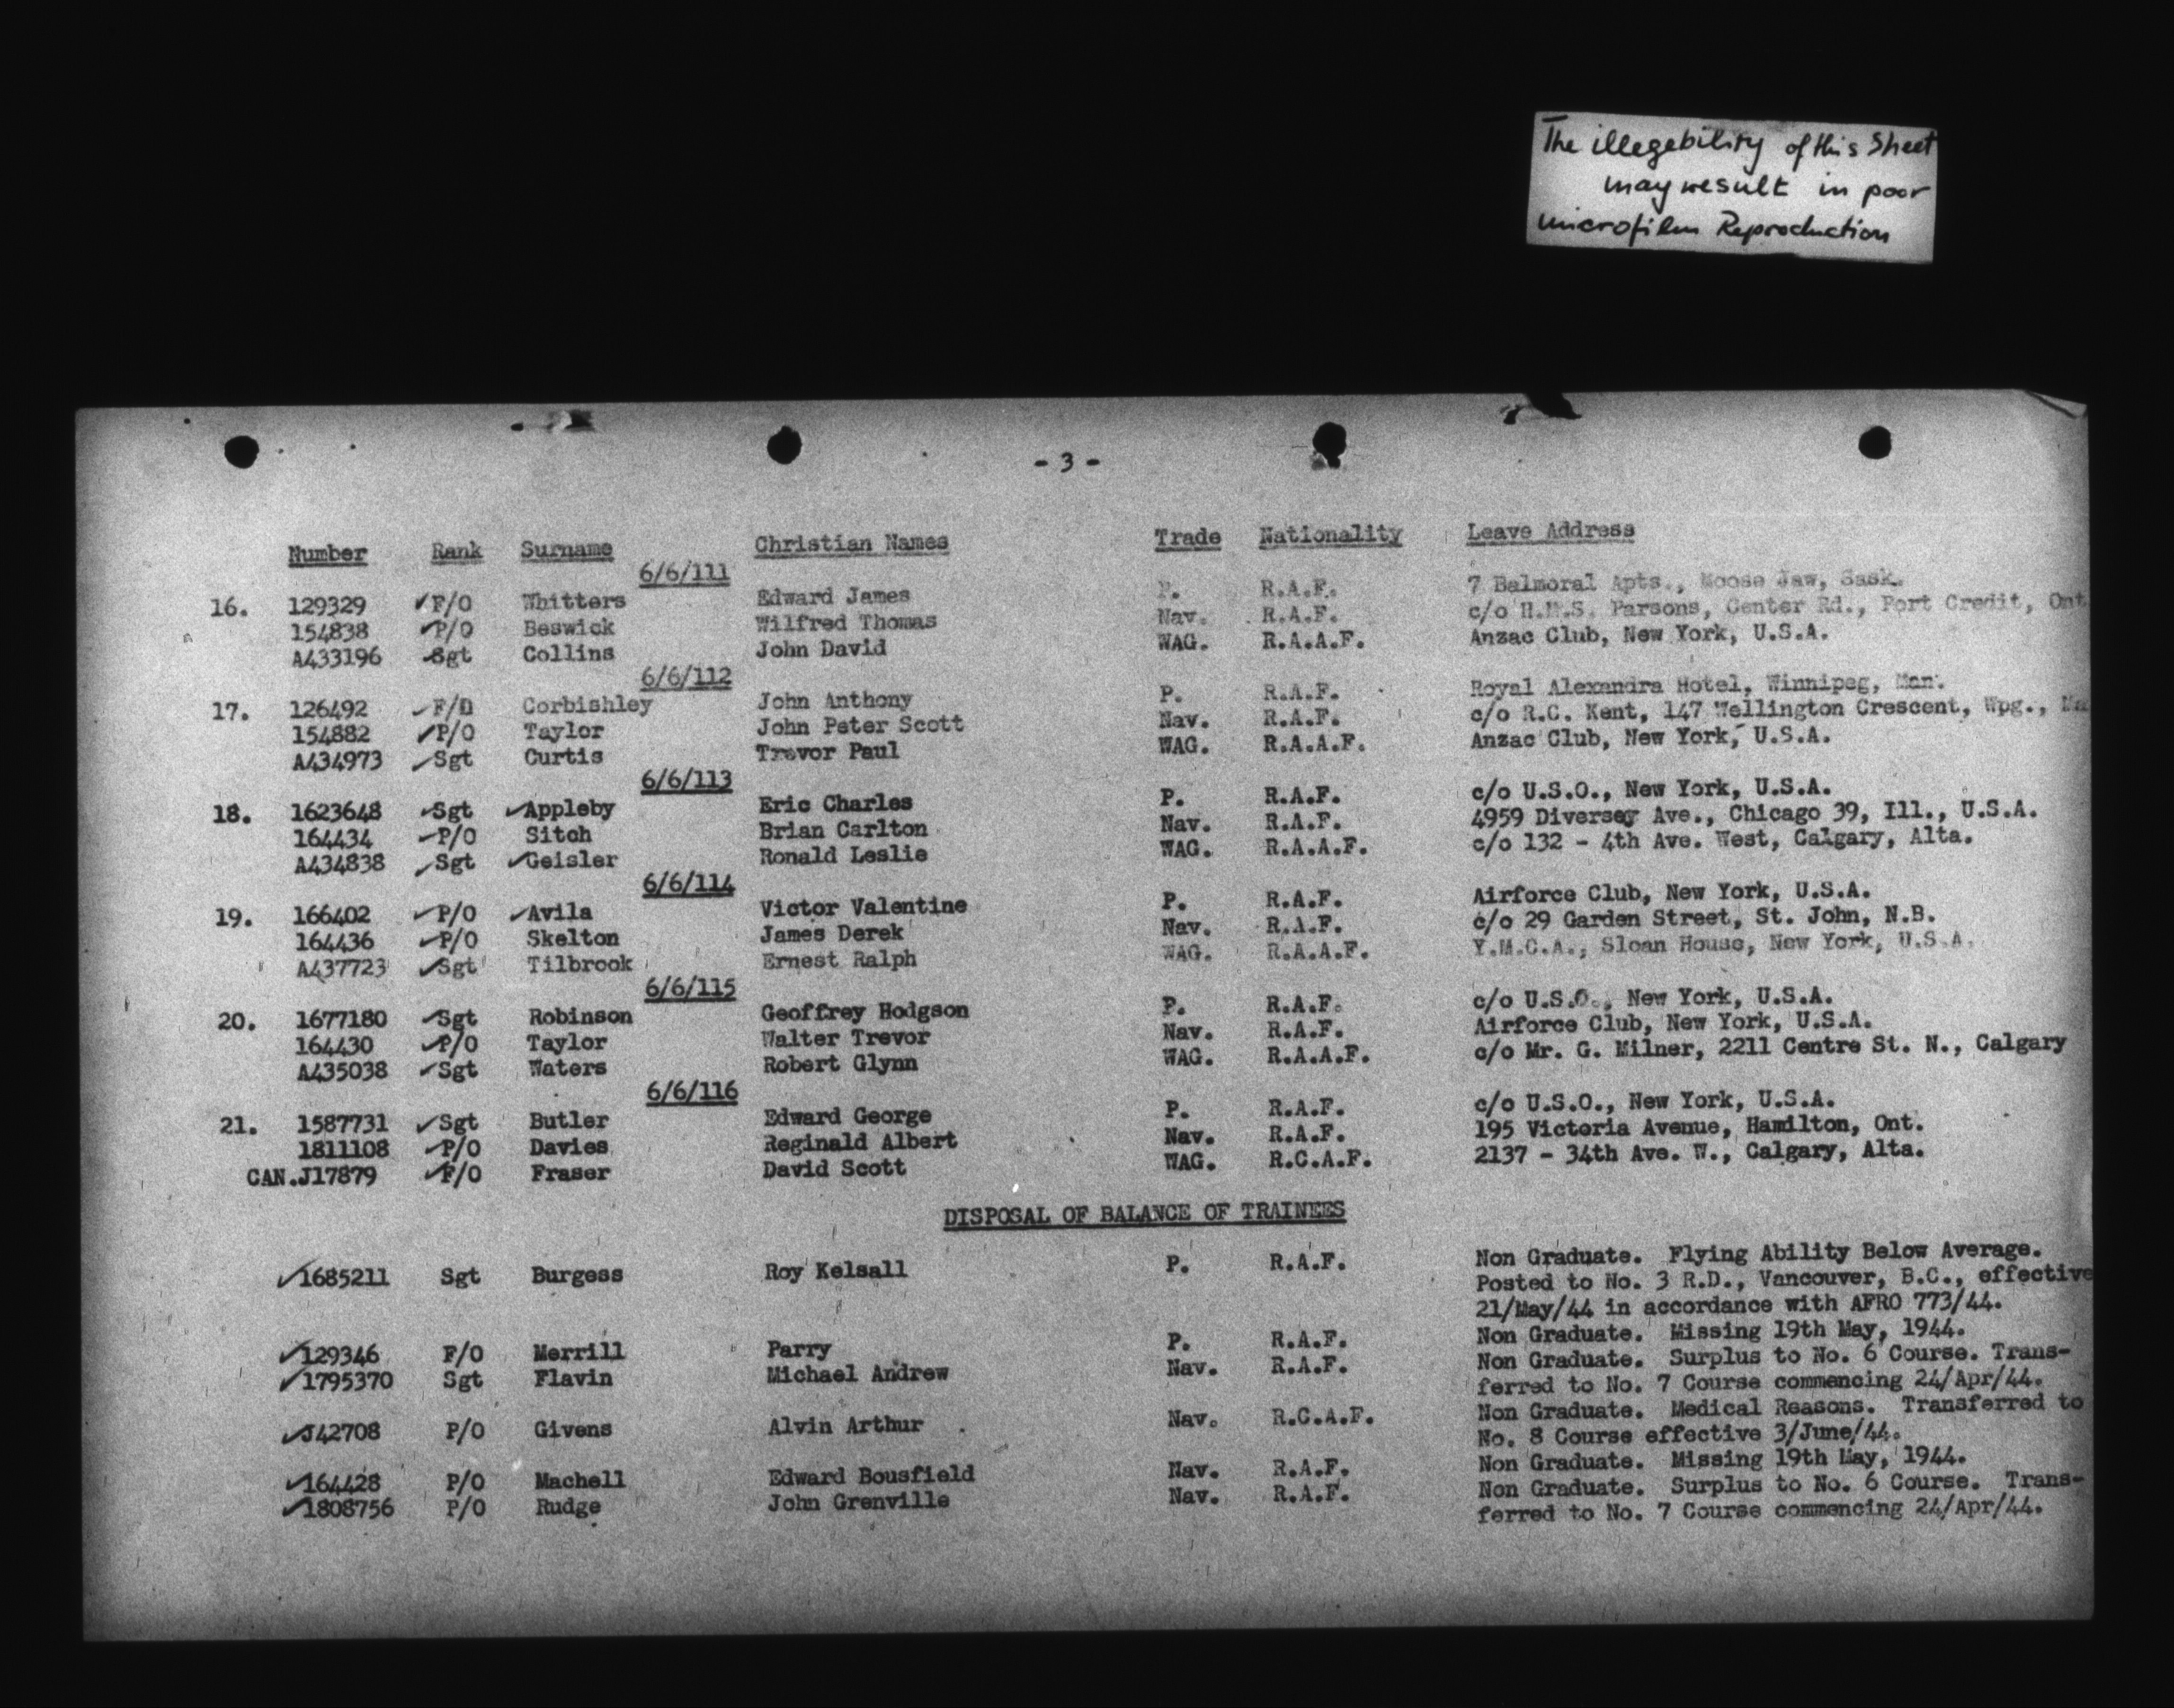 The illegebility of this Sheet
may result in poor
microfilm Reproduction
- 3 -
Number Rank Surname Christian Names Trade Nationality Leave Address
6/6/111
16. 129329 F/O Whitters Edward James P. R.A.F. 7 Balmoral Apts., Moose Jaw, Sask.
154838 P/O Beswick Wilfred Thomas Nav. R.A.F. c/o H.M.S. Parsons, Center Rd., Port Credit, Ont
A433196 Sgt Collins John David WAG. R.A.A.F. Anzac Club, New York, U.S.A.
6/6/112
17. 126492 F/D Corbishley John Anthony P. R.A.F. Royal Alexandra Hotel, Winnipeg, Man.
154882 P/O Taylor John Peter Scott Nav. R.A.F. c/o R.C. Kent, 147 Wellington Crescent, Wpg., Ma
A434973 Sgt Curtis Trevor Paul WAG. R.A.A.F. Anzac Club, New York, U.S.A.
6/6/113
18. 1623648 Sgt Appleby Eric Charles P. R.A.F. c/o U.S.O., New York, U.S.A.
164434 P/O Sitch Brian Carlton Nav. R.A.F. 4959 Diversey Ave., Chicago 39, Ill., U.S.A.
A434838 Sgt Geisler Ronald Leslie WAG. R.A.A.F. c/o 132 - 4th Ave. West, Calgary, Alta.
6/6/114
19. 166402 P/O Avila Victor Valentine P. R.A.F. Airforce Club, New York, U.S.A.
164436 P/O Skelton James Derek Nav. R.A.F. c/o 29 Garden Street, St. John, N.B.
A437723 Sgt Tilbrook Ernest Ralph WAG. R.A.A.F. Y.M.C.A., Sloan House, New York, U.S.A.
6/6/115
20. 1677180 Sgt Robinson Geoffrey Hodgson P. R.A.F. c/o U.S.O., New York, U.S.A.
164430 P/O Taylor Walter Trevor Nav. R.A.F. Airforce Club, New York, U.S.A.
A435038 Sgt Waters Robert Glynn WAG. R.A.A.F. c/o Mr. G. Milner, 2211 Centre St. N., Calgary
6/6/116
21. 1587731 Sgt Butler Edward George P. R.A.F. c/o U.S.O., New York, U.S.A.
1811108 P/O Davies Reginald Albert Nav. R.A.F. 195 Victoria Avenue, Hamilton, Ont.
CAN.J17879 F/O Fraser David Scott WAG. R.C.A.F. 2137 - 34th Ave. W., Calgary, Alta.
DISPOSAL OF BALANCE OF TRAINEES
1685211 Sgt Burgess Roy Kelsall P. R.A.F. Non Graduate. Flying Ability Below Average.
Posted to No. 3 R.D., Vancouver, B.C., effective
21/May/44 in accordance with AFRO 773/44.
129346 F/O Merrill Parry P. R.A.F. Non Graduate. Missing 19th May, 1944.
1795370 Sgt Flavin Michael Andrew Nav. R.A.F. Non Graduate. Surplus to No. 6 Course. Trans-
ferred to No. 7 Course commencing 24/Apr/44.
J42708 P/O Givens Alvin Arthur Nav. R.C.A.F. Non Graduate. Medical Reasons. Transferred to
No. 8 Course effective 3/June/44.
164428 P/O Machell Edward Bousfield Nav. R.A.F. Non Graduate. Missing 19th May, 1944.
1808756 P/O Rudge John Grenville Nav. R.A.F. Non Graduate. Surplus to No. 6 Course. Trans-
ferred to No. 7 Course commencing 24/Apr/44.